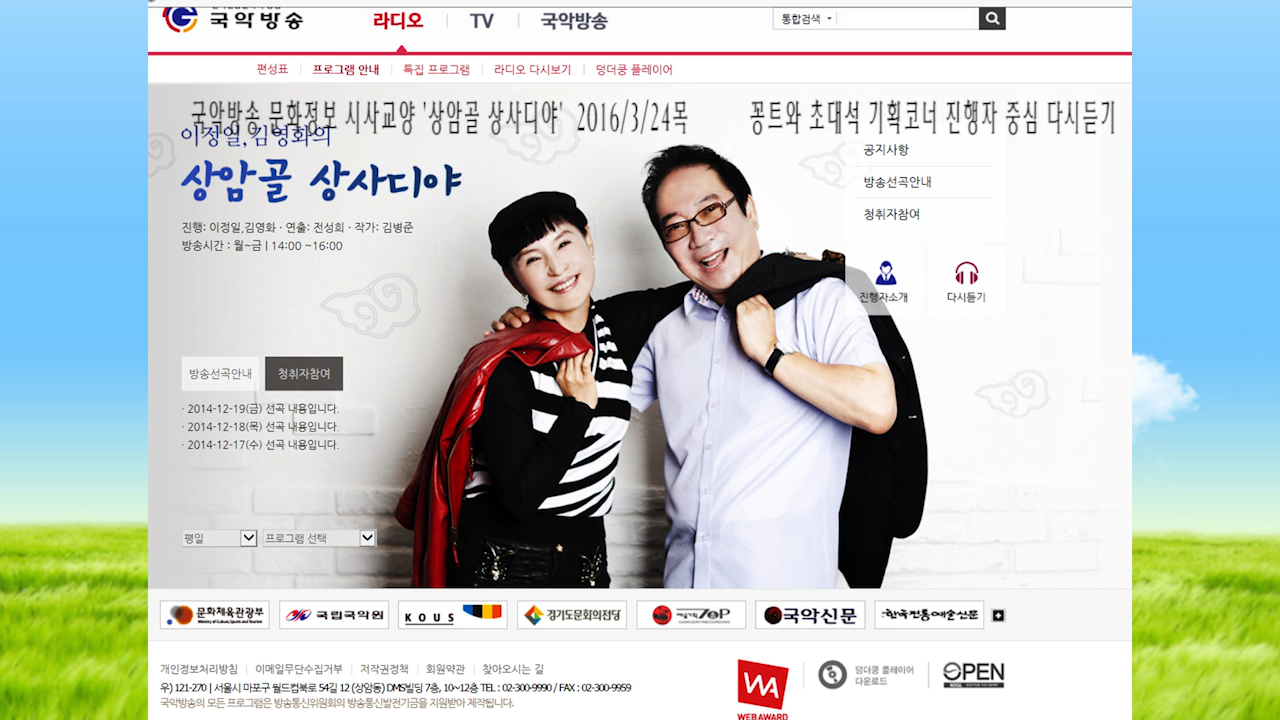 국악방송
라디오
TV
국악방송
통합검색
편성표
프로그램 안내
특집 프로그램
라디오 다시보기
덩더쿵 플레이어
국악방송 문화정보 시사교양 '상암골 상사디야' 2016/3/24목 꽁트와 초대석 기획코너 진행자 중심 다시듣기
이정일, 김영화의
상암골 상사디야
진행: 이정일,김영화 · 연출: 전성희 · 작가: 김병준
방송시간 : 월~금 | 14:00 ~16:00
공지사항
방송선곡안내
청취자참여
진행자소개
다시듣기
방송선곡안내
청취자참여
· 2014-12-19(금) 선곡 내용입니다.
· 2014-12-18(목) 선곡 내용입니다.
· 2014-12-17(수) 선곡 내용입니다.
평일
프로그램 선택
문화체육관광부
Ministry of Culture, Sports and Tourism
국립국악원
KOUS
경기도문화의전당
예술기획 TOP
국악신문
한국전통예술신문
개인정보처리방침
이메일무단수집거부
저작권정책
회원약관
찾아오시는 길
우) 121-270 | 서울시 마포구 월드컵북로 54길 12 (상암동) DMS빌딩 7층, 10~12층 TEL : 02-300-9990 / FAX : 02-300-9959
국악방송의 모든 프로그램은 방송통신위원회의 방송통신발전기금을 지원받아 제작됩니다.
WA
WEB AWARD
덩더쿵 플레이어
다운로드
OPEN